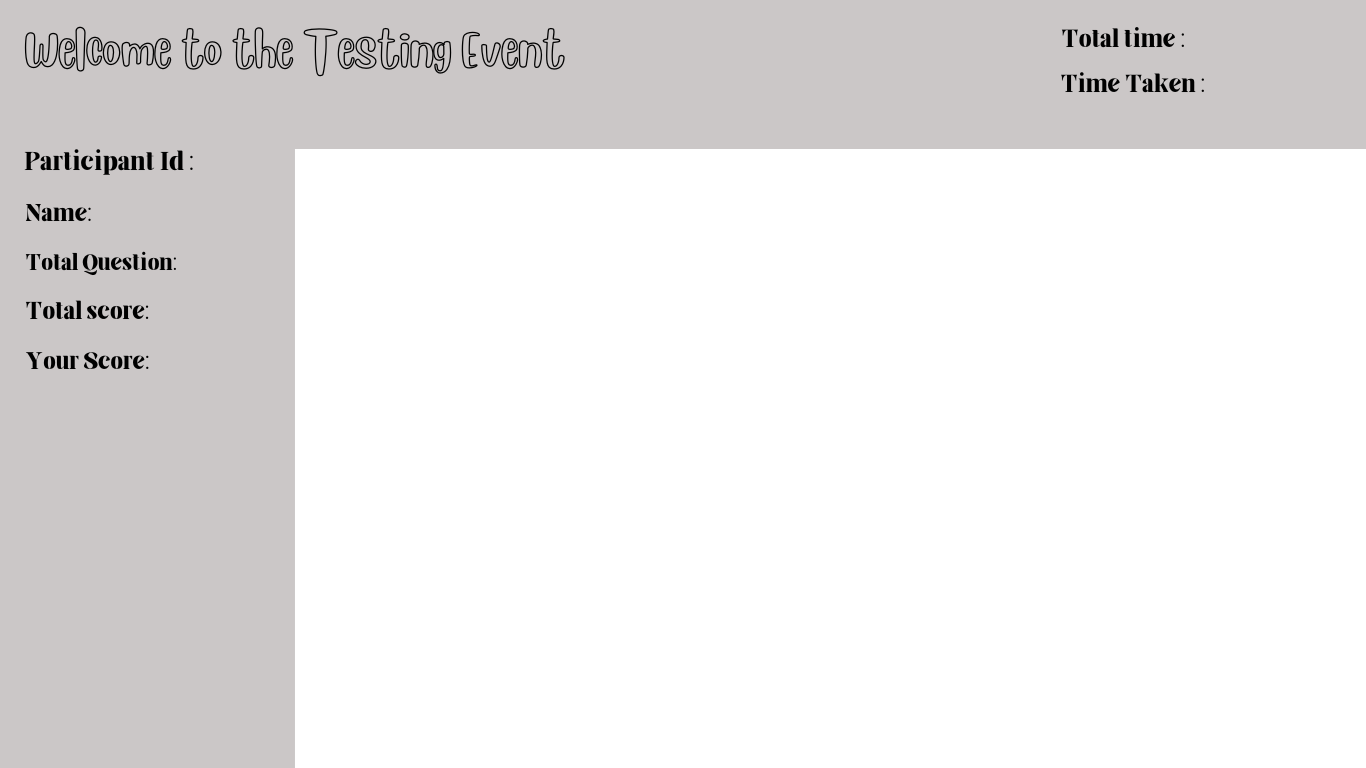 Welcome to the Testing Event
Total time :
Time Taken :
Participant Id :
Name:
Total Question:
Total score:
Your Score: